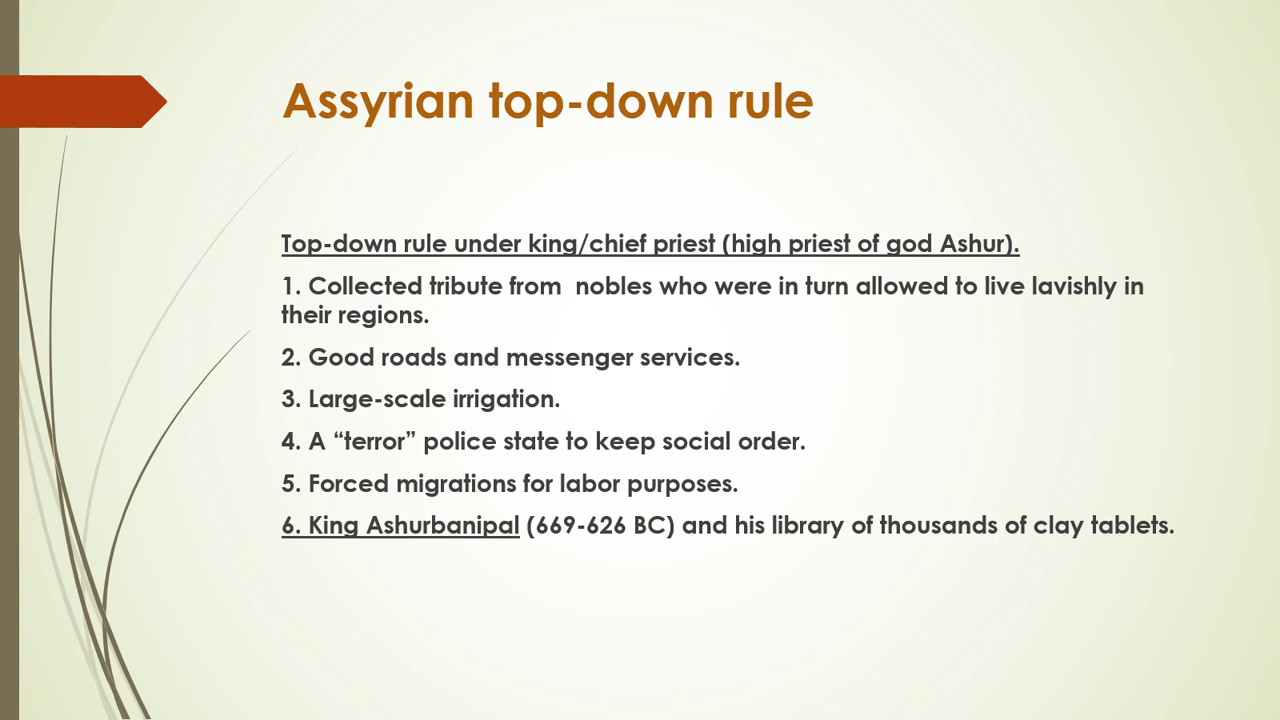 Assyrian top-down rule
Top-down rule under king/chief priest (high priest of god Ashur).
1. Collected tribute from  nobles who were in turn allowed to live lavishly in
their regions.
2. Good roads and messenger services.
3. Large-scale irrigation.
4. A “terror” police state to keep social order.
5. Forced migrations for labor purposes.
6. King Ashurbanipal (669-626 BC) and his library of thousands of clay tablets.